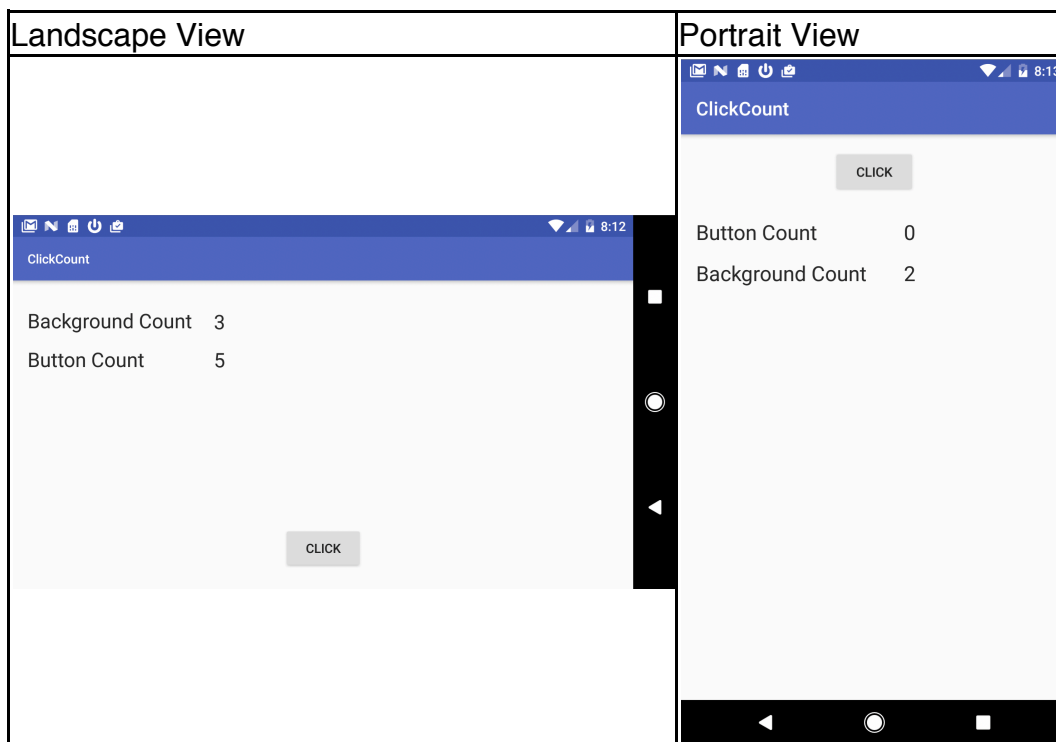 Landscape View
8:12
ClickCount
Background Count 3
Button Count 5
CLICK
Portrait View
8:13
ClickCount
CLICK
Button Count 0
Background Count 2